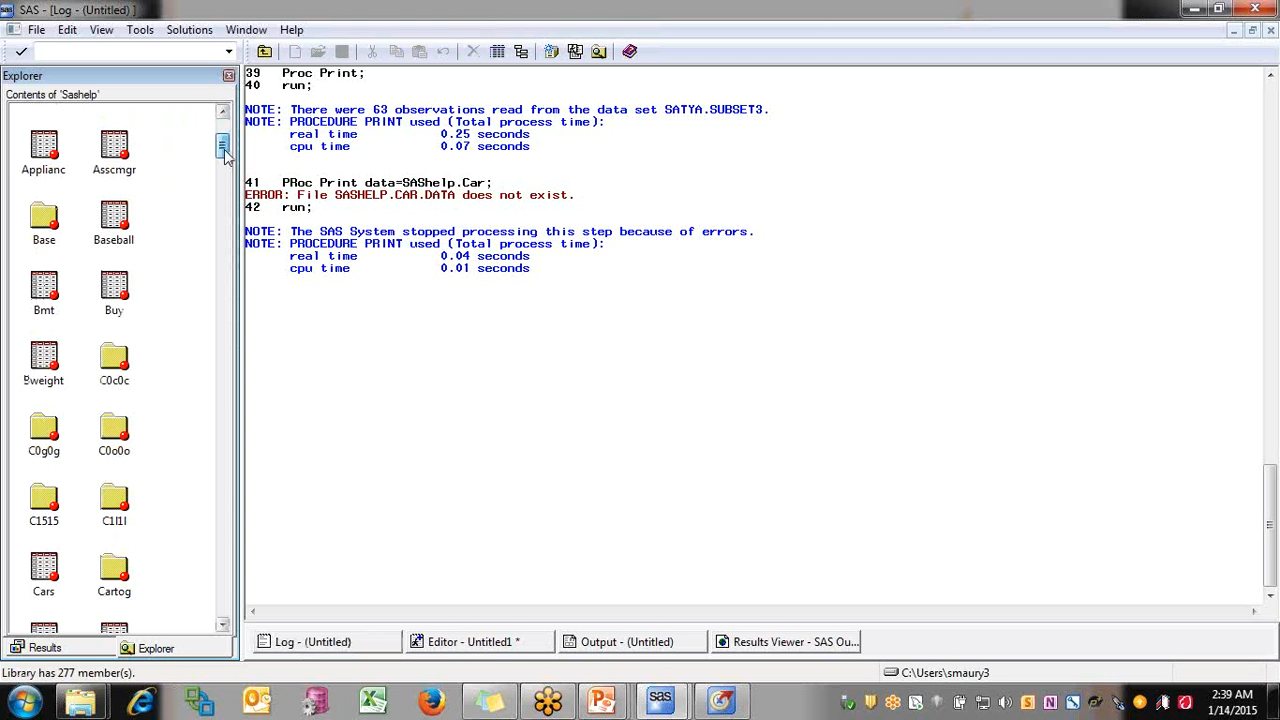 SAS - [Log - (Untitled) ]
File Edit View Tools Solutions Window Help
Explorer
Contents of 'Sashelp'
Applianc Asscmgr
Base Baseball
Bmt Buy
Bweight C0c0c
C0g0g C0o0o
C1515 C1l1l
Cars Cartog
39 Proc Print;
40 run;
NOTE: There were 63 observations read from the data set SATYA.SUBSET3.
NOTE: PROCEDURE PRINT used (Total process time):
real time 0.25 seconds
cpu time 0.07 seconds
41 PRoc Print data=SAShelp.Car;
ERROR: File SASHELP.CAR.DATA does not exist.
42 run;
NOTE: The SAS System stopped processing this step because of errors.
NOTE: PROCEDURE PRINT used (Total process time):
real time 0.04 seconds
cpu time 0.01 seconds
Results Explorer
Log - (Untitled) Editor - Untitled1 * Output - (Untitled) Results Viewer - SAS Ou...
Library has 277 member(s). C:\Users\smaury3
sas
2:39 AM
1/14/2015